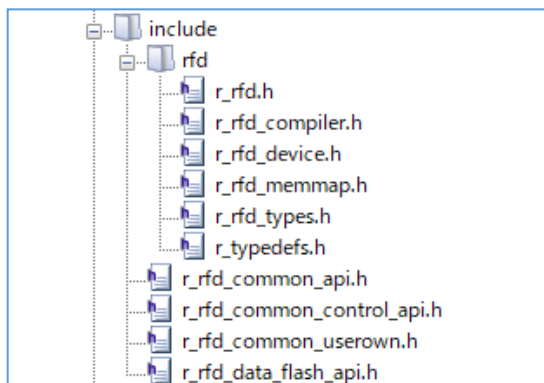 include
rfd
r_rfd.h
r_rfd_compiler.h
r_rfd_device.h
r_rfd_memmap.h
r_rfd_types.h
r_typedefs.h
r_rfd_common_api.h
r_rfd_common_control_api.h
r_rfd_common_userown.h
r_rfd_data_flash_api.h